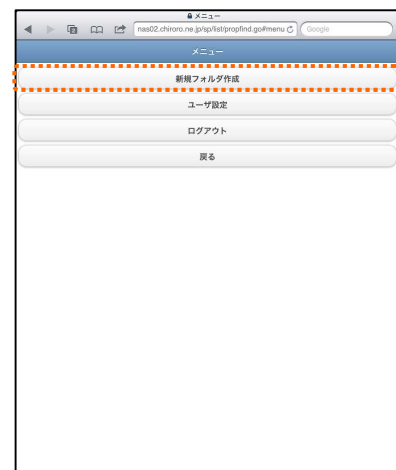 メニュー
nas02.chiroro.ne.jp/sp/list/propfind.go#menu
Google
メニュー
新規フォルダ作成
ユーザ設定
ログアウト
戻る